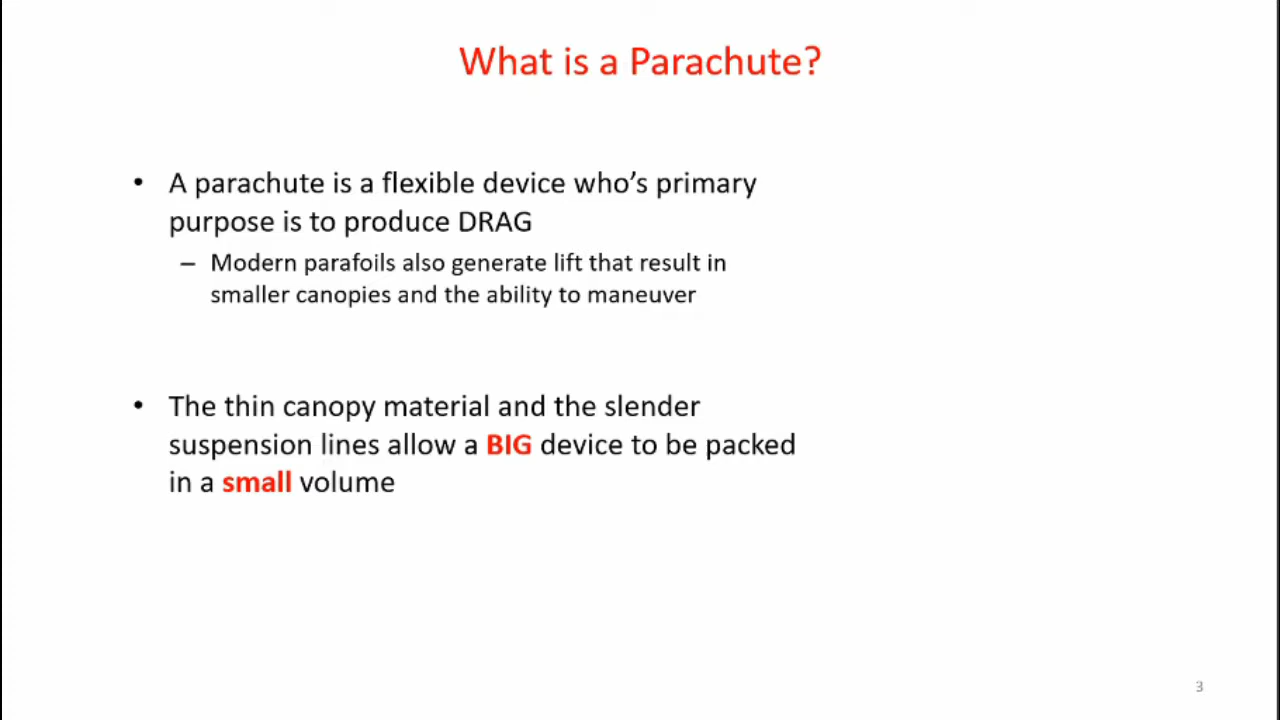 What is a Parachute?
• A parachute is a flexible device who's primary
purpose is to produce DRAG
– Modern parafoils also generate lift that result in
smaller canopies and the ability to maneuver
• The thin canopy material and the slender
suspension lines allow a BIG device to be packed
in a small volume
3